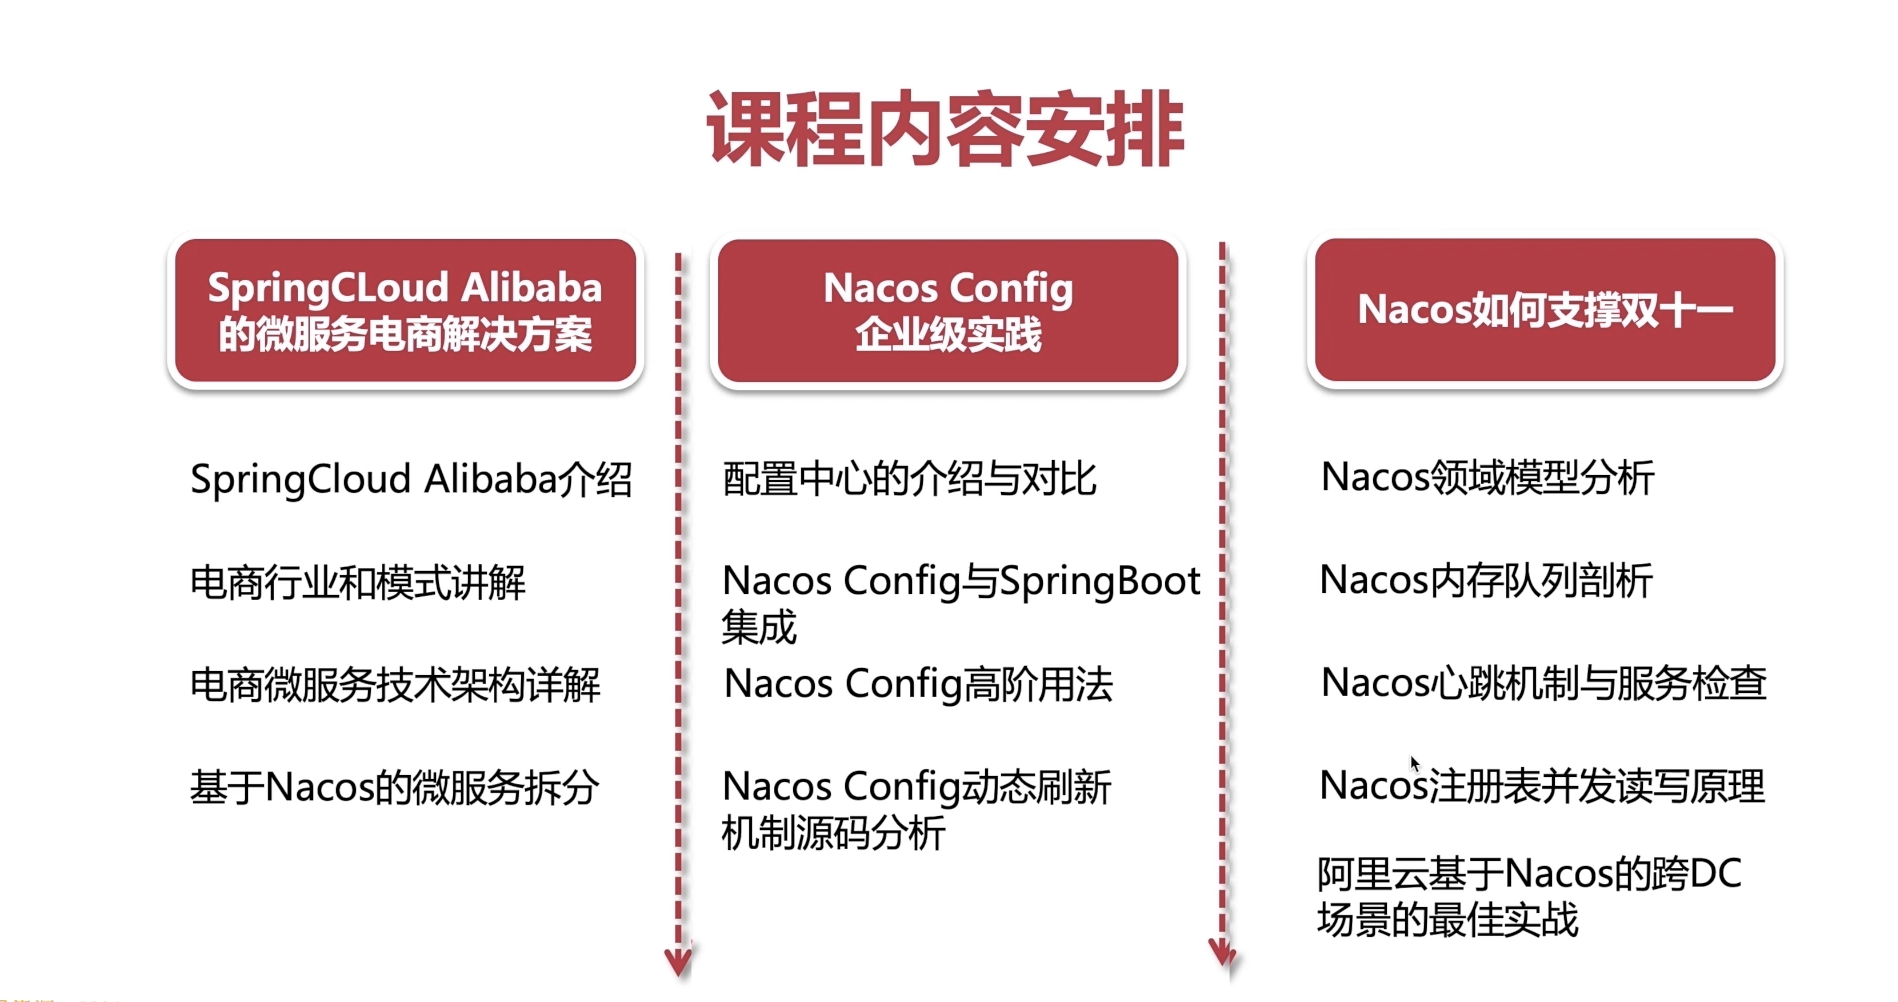 课程内容安排
SpringCLoud Alibaba
的微服务电商解决方案
SpringCloud Alibaba介绍
电商行业和模式讲解
电商微服务技术架构详解
基于Nacos的微服务拆分
Nacos Config
企业级实践
配置中心的介绍与对比
Nacos Config与SpringBoot
集成
Nacos Config高阶用法
Nacos Config动态刷新
机制源码分析
Nacos如何支撑双十一
Nacos领域模型分析
Nacos内存队列剖析
Nacos心跳机制与服务检查
Nacos注册表并发读写原理
阿里云基于Nacos的跨DC
场景的最佳实战